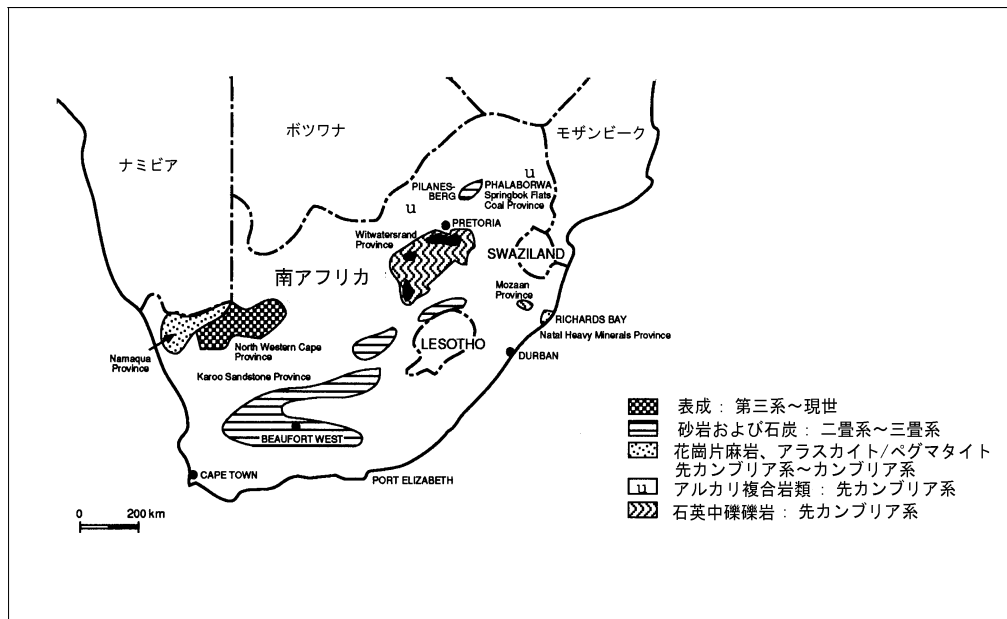 ボツワナ
モザンビーク
ナミビア
u
PILANES-
BERG
PHALABORWA
Springbok Flats
Coal Province
u
PRETORIA
Witwatersrand
Province
SWAZILAND
南アフリカ
Mozaan
Province
RICHARDS BAY
Natal Heavy Minerals Province
LESOTHO
DURBAN
North Western Cape
Province
Namaqua
Province
Karoo Sandstone Province
BEAUFORT WEST
CAPE TOWN
PORT ELIZABETH
0 200 km
表成 : 第三系~現世
砂岩および石炭 : 二畳系~三畳系
花崗片麻岩、アラスカイト/ペグマタイト
先カンブリア系~カンブリア系
u アルカリ複合岩類 : 先カンブリア系
石英中礫礫岩 : 先カンブリア系